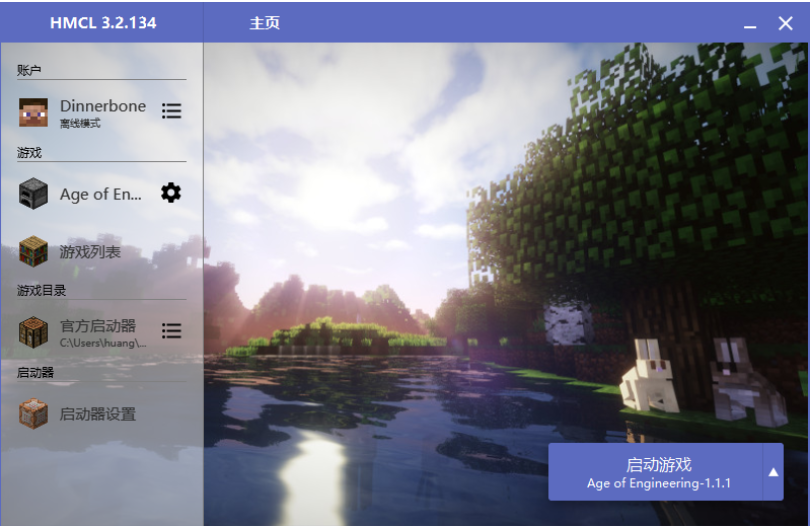 HMCL 3.2.134
主页
账户
Dinnerbone
离线模式
游戏
Age of En...
游戏列表
游戏目录
官方启动器
C:\Users\huang\...
启动器
启动器设置
启动游戏
Age of Engineering-1.1.1